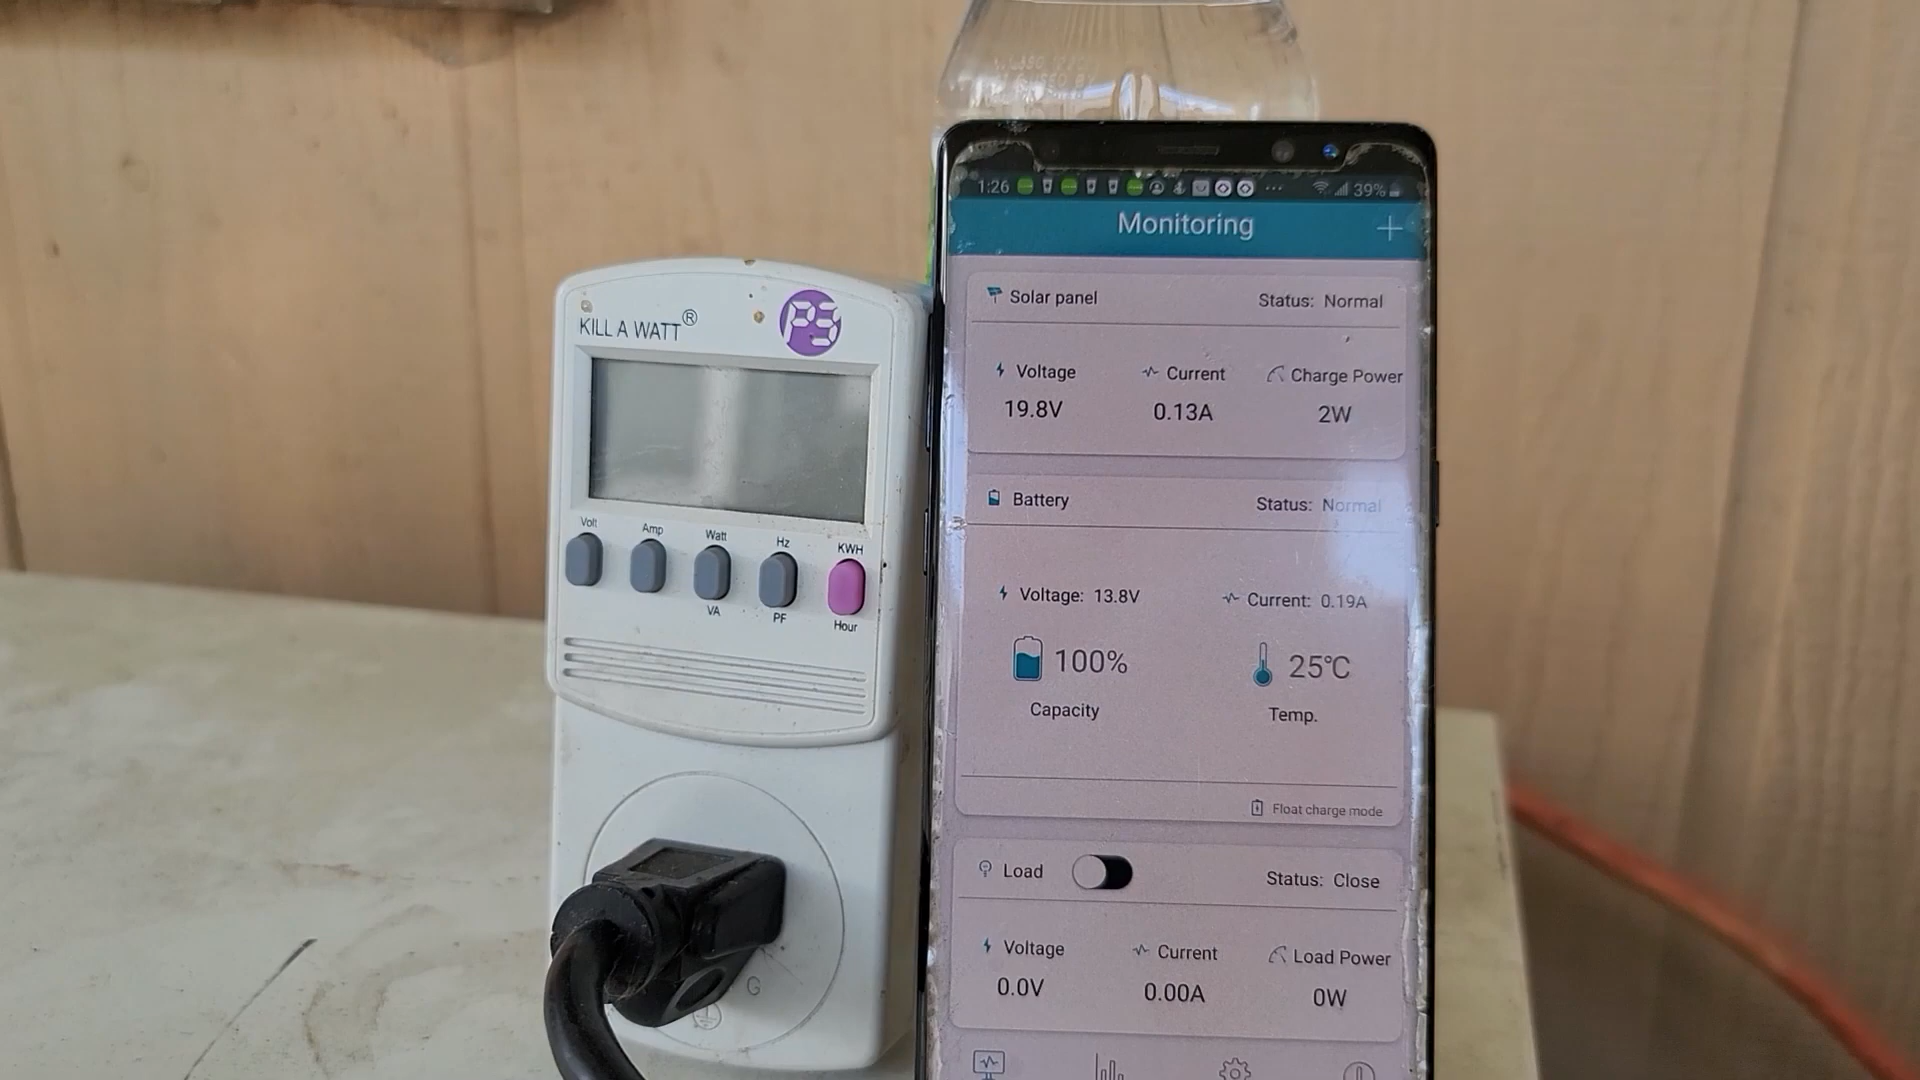 KILL A WATT®
P3
Volt Amp Watt Hz KWH
VA PF Hour
G
1:26 39%
Monitoring
Solar panel Status: Normal
Voltage Current Charge Power
19.8V 0.13A 2W
Battery Status: Normal
Voltage: 13.8V Current: 0.19A
100% 25℃
Capacity Temp.
Float charge mode
Load Status: Close
Voltage Current Load Power
0.0V 0.00A 0W